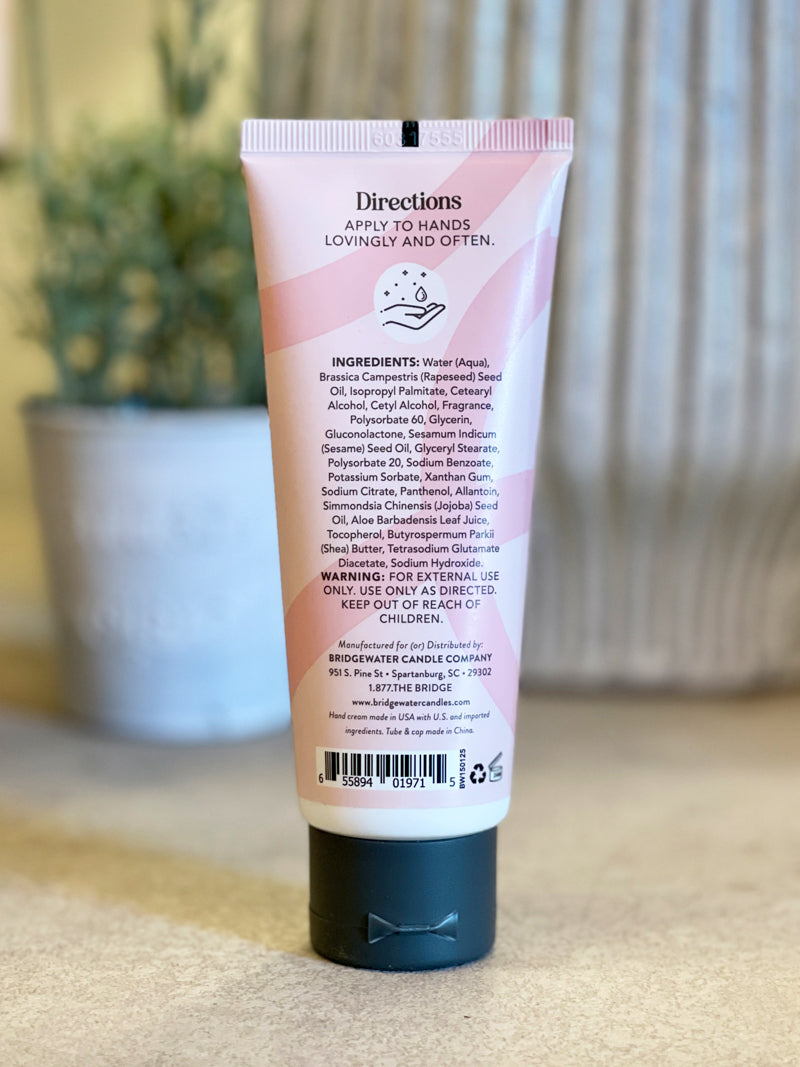 Directions
APPLY TO HANDS
LOVINGLY AND OFTEN.
INGREDIENTS: Water (Aqua),
Brassica Campestris (Rapeseed) Seed
Oil, Isopropyl Palmitate, Cetearyl
Alcohol, Cetyl Alcohol, Fragrance,
Polysorbate 60, Glycerin,
Gluconolactone, Sesamum Indicum
(Sesame) Seed Oil, Glyceryl Stearate,
Polysorbate 20, Sodium Benzoate,
Potassium Sorbate, Xanthan Gum,
Sodium Citrate, Panthenol, Allantoin,
Simmondsia Chinensis (Jojoba) Seed
Oil, Aloe Barbadensis Leaf Juice,
Tocopherol, Butyrospermum Parkii
(Shea) Butter, Tetrasodium Glutamate
Diacetate, Sodium Hydroxide.
WARNING: FOR EXTERNAL USE
ONLY. USE ONLY AS DIRECTED.
KEEP OUT OF REACH OF
CHILDREN.
Manufactured for (or) Distributed by:
BRIDGEWATER CANDLE COMPANY
951 S. Pine St • Spartanburg, SC • 29302
1.877.THE BRIDGE
www.bridgewatercandles.com
Hand cream made in USA with U.S. and imported
ingredients. Tube & cap made in China.
6 55894 01971 5
BW150125